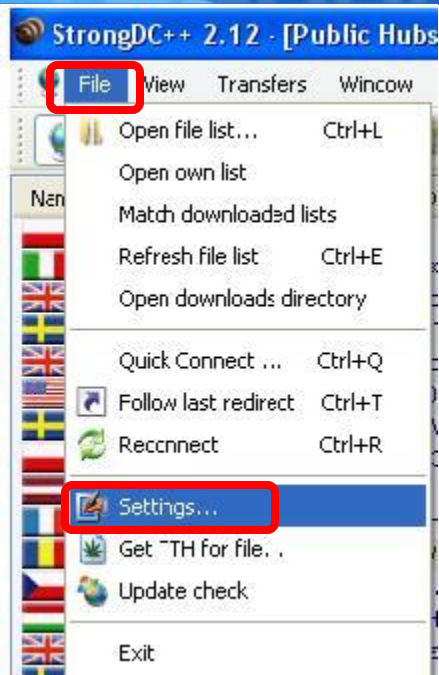 StrongDC++ 2.12 - [Public Hubs
File View Transfers Window
Open file list... Ctrl+L
Open own list
Nan
Match downloaded lists
Refresh file list Ctrl+E
Open downloads directory
Quick Connect ... Ctrl+Q
Follow last redirect Ctrl+T
Reconnect Ctrl+R
Settings...
Get TTH for file...
Update check
Exit